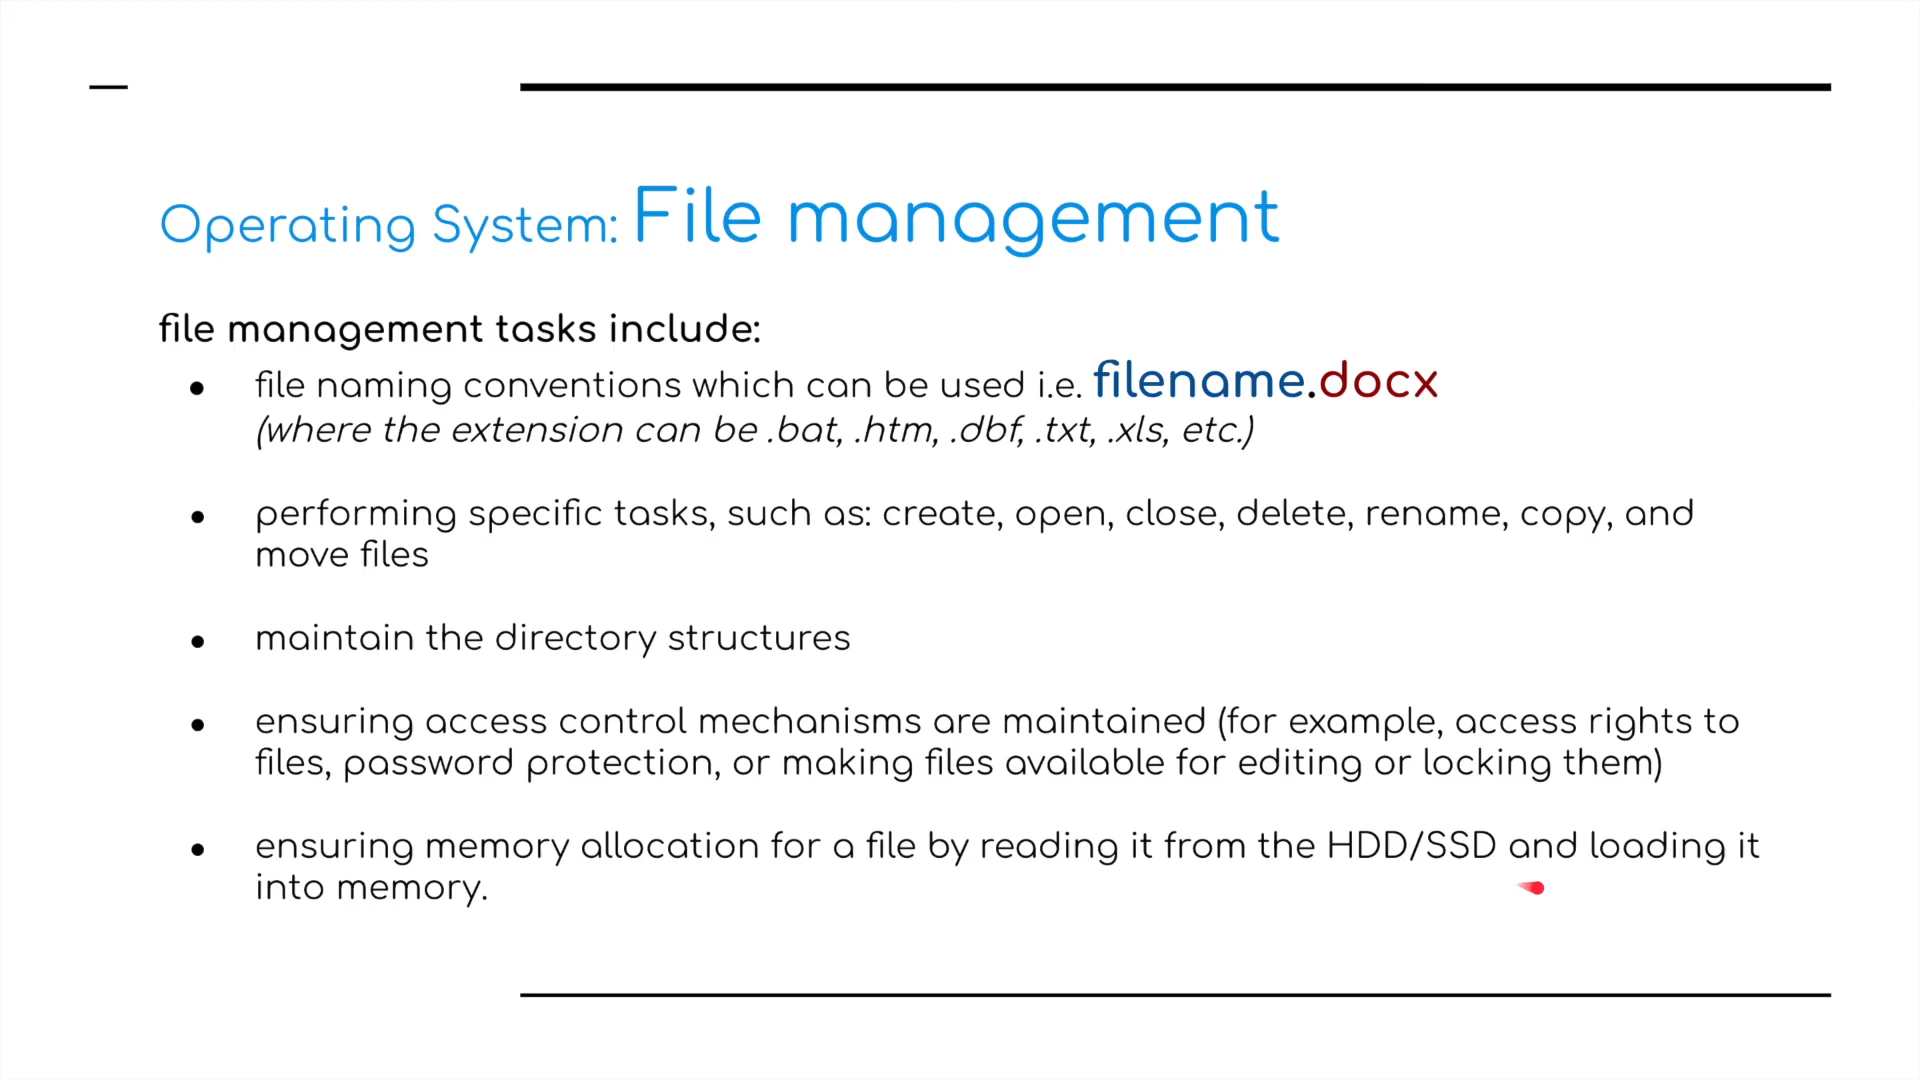 Operating System: File management
file management tasks include:
● file naming conventions which can be used i.e. filename.docx
(where the extension can be .bat, .htm, .dbf, .txt, .xls, etc.)
● performing specific tasks, such as: create, open, close, delete, rename, copy, and
move files
● maintain the directory structures
● ensuring access control mechanisms are maintained (for example, access rights to
files, password protection, or making files available for editing or locking them)
● ensuring memory allocation for a file by reading it from the HDD/SSD and loading it
into memory.